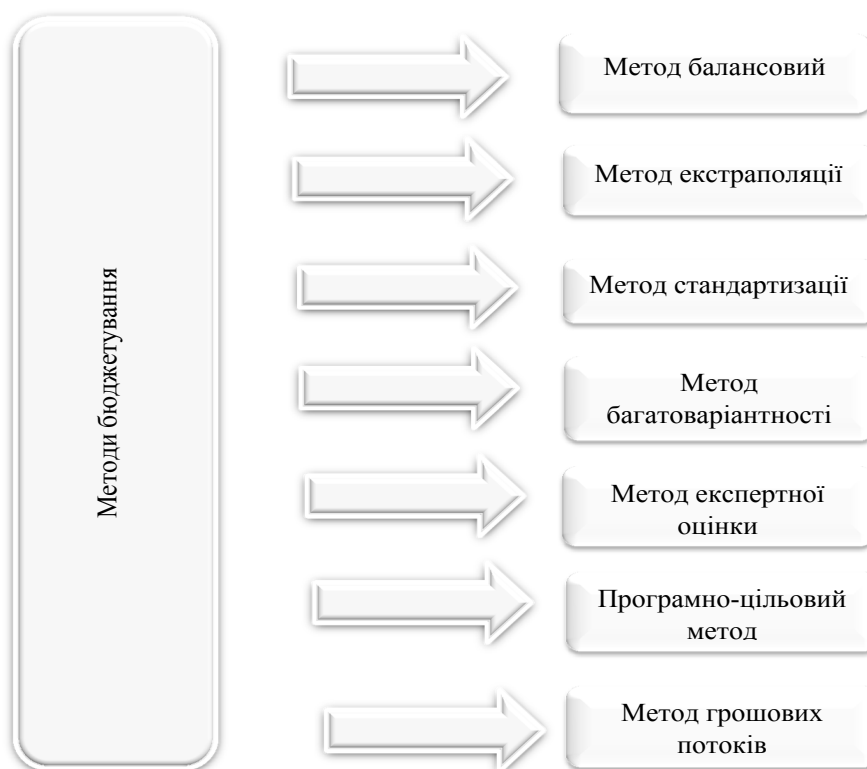 Методи бюджетування
Метод балансовий
Метод екстраполяції
Метод стандартизації
Метод
багатоваріантності
Метод експертної
оцінки
Програмно-цільовий
метод
Метод грошових
потоків